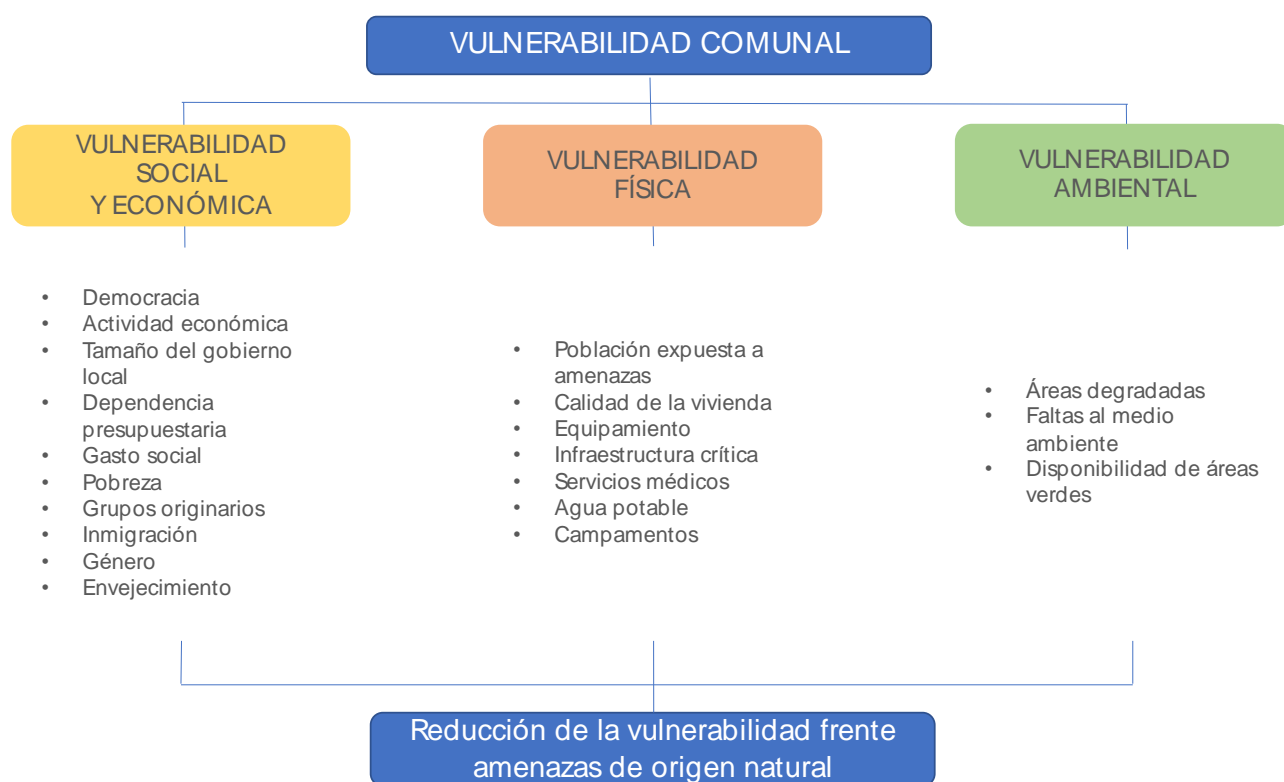 VULNERABILIDAD COMUNAL
VULNERABILIDAD
SOCIAL
Y ECONÓMICA
• Democracia
• Actividad económica
• Tamaño del gobierno
local
• Dependencia
presupuestaria
• Gasto social
• Pobreza
• Grupos originarios
• Inmigración
• Género
• Envejecimiento
VULNERABILIDAD
FÍSICA
• Población expuesta a
amenazas
• Calidad de la vivienda
• Equipamiento
• Infraestructura crítica
• Servicios médicos
• Agua potable
• Campamentos
VULNERABILIDAD
AMBIENTAL
• Áreas degradadas
• Faltas al medio
ambiente
• Disponibilidad de áreas
verdes
Reducción de la vulnerabilidad frente
amenazas de origen natural